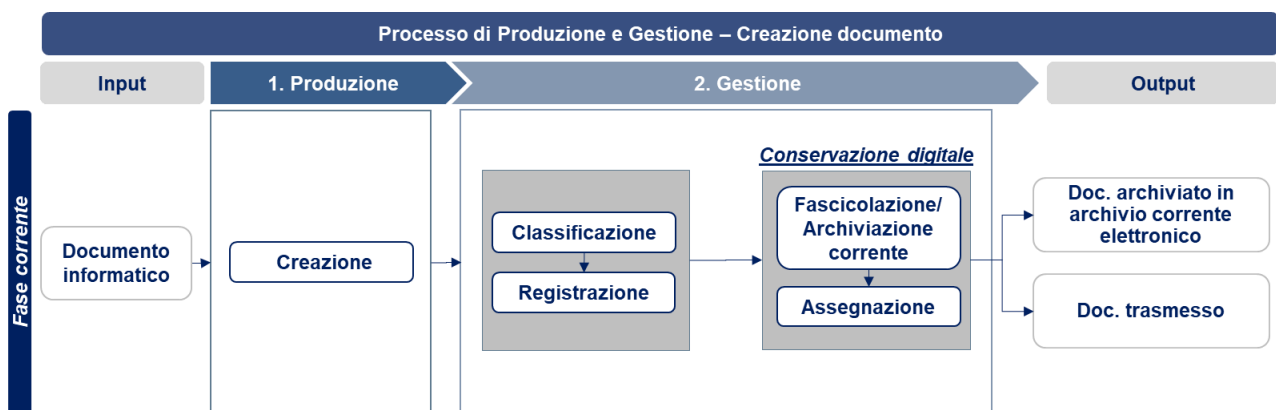 Processo di Produzione e Gestione – Creazione documento
Input
1. Produzione
2. Gestione
Output
Fase corrente
Documento
informatico
Creazione
Classificazione
Registrazione
Conservazione digitale
Fascicolazione/
Archiviazione
corrente
Assegnazione
Doc. archiviato in
archivio corrente
elettronico
Doc. trasmesso